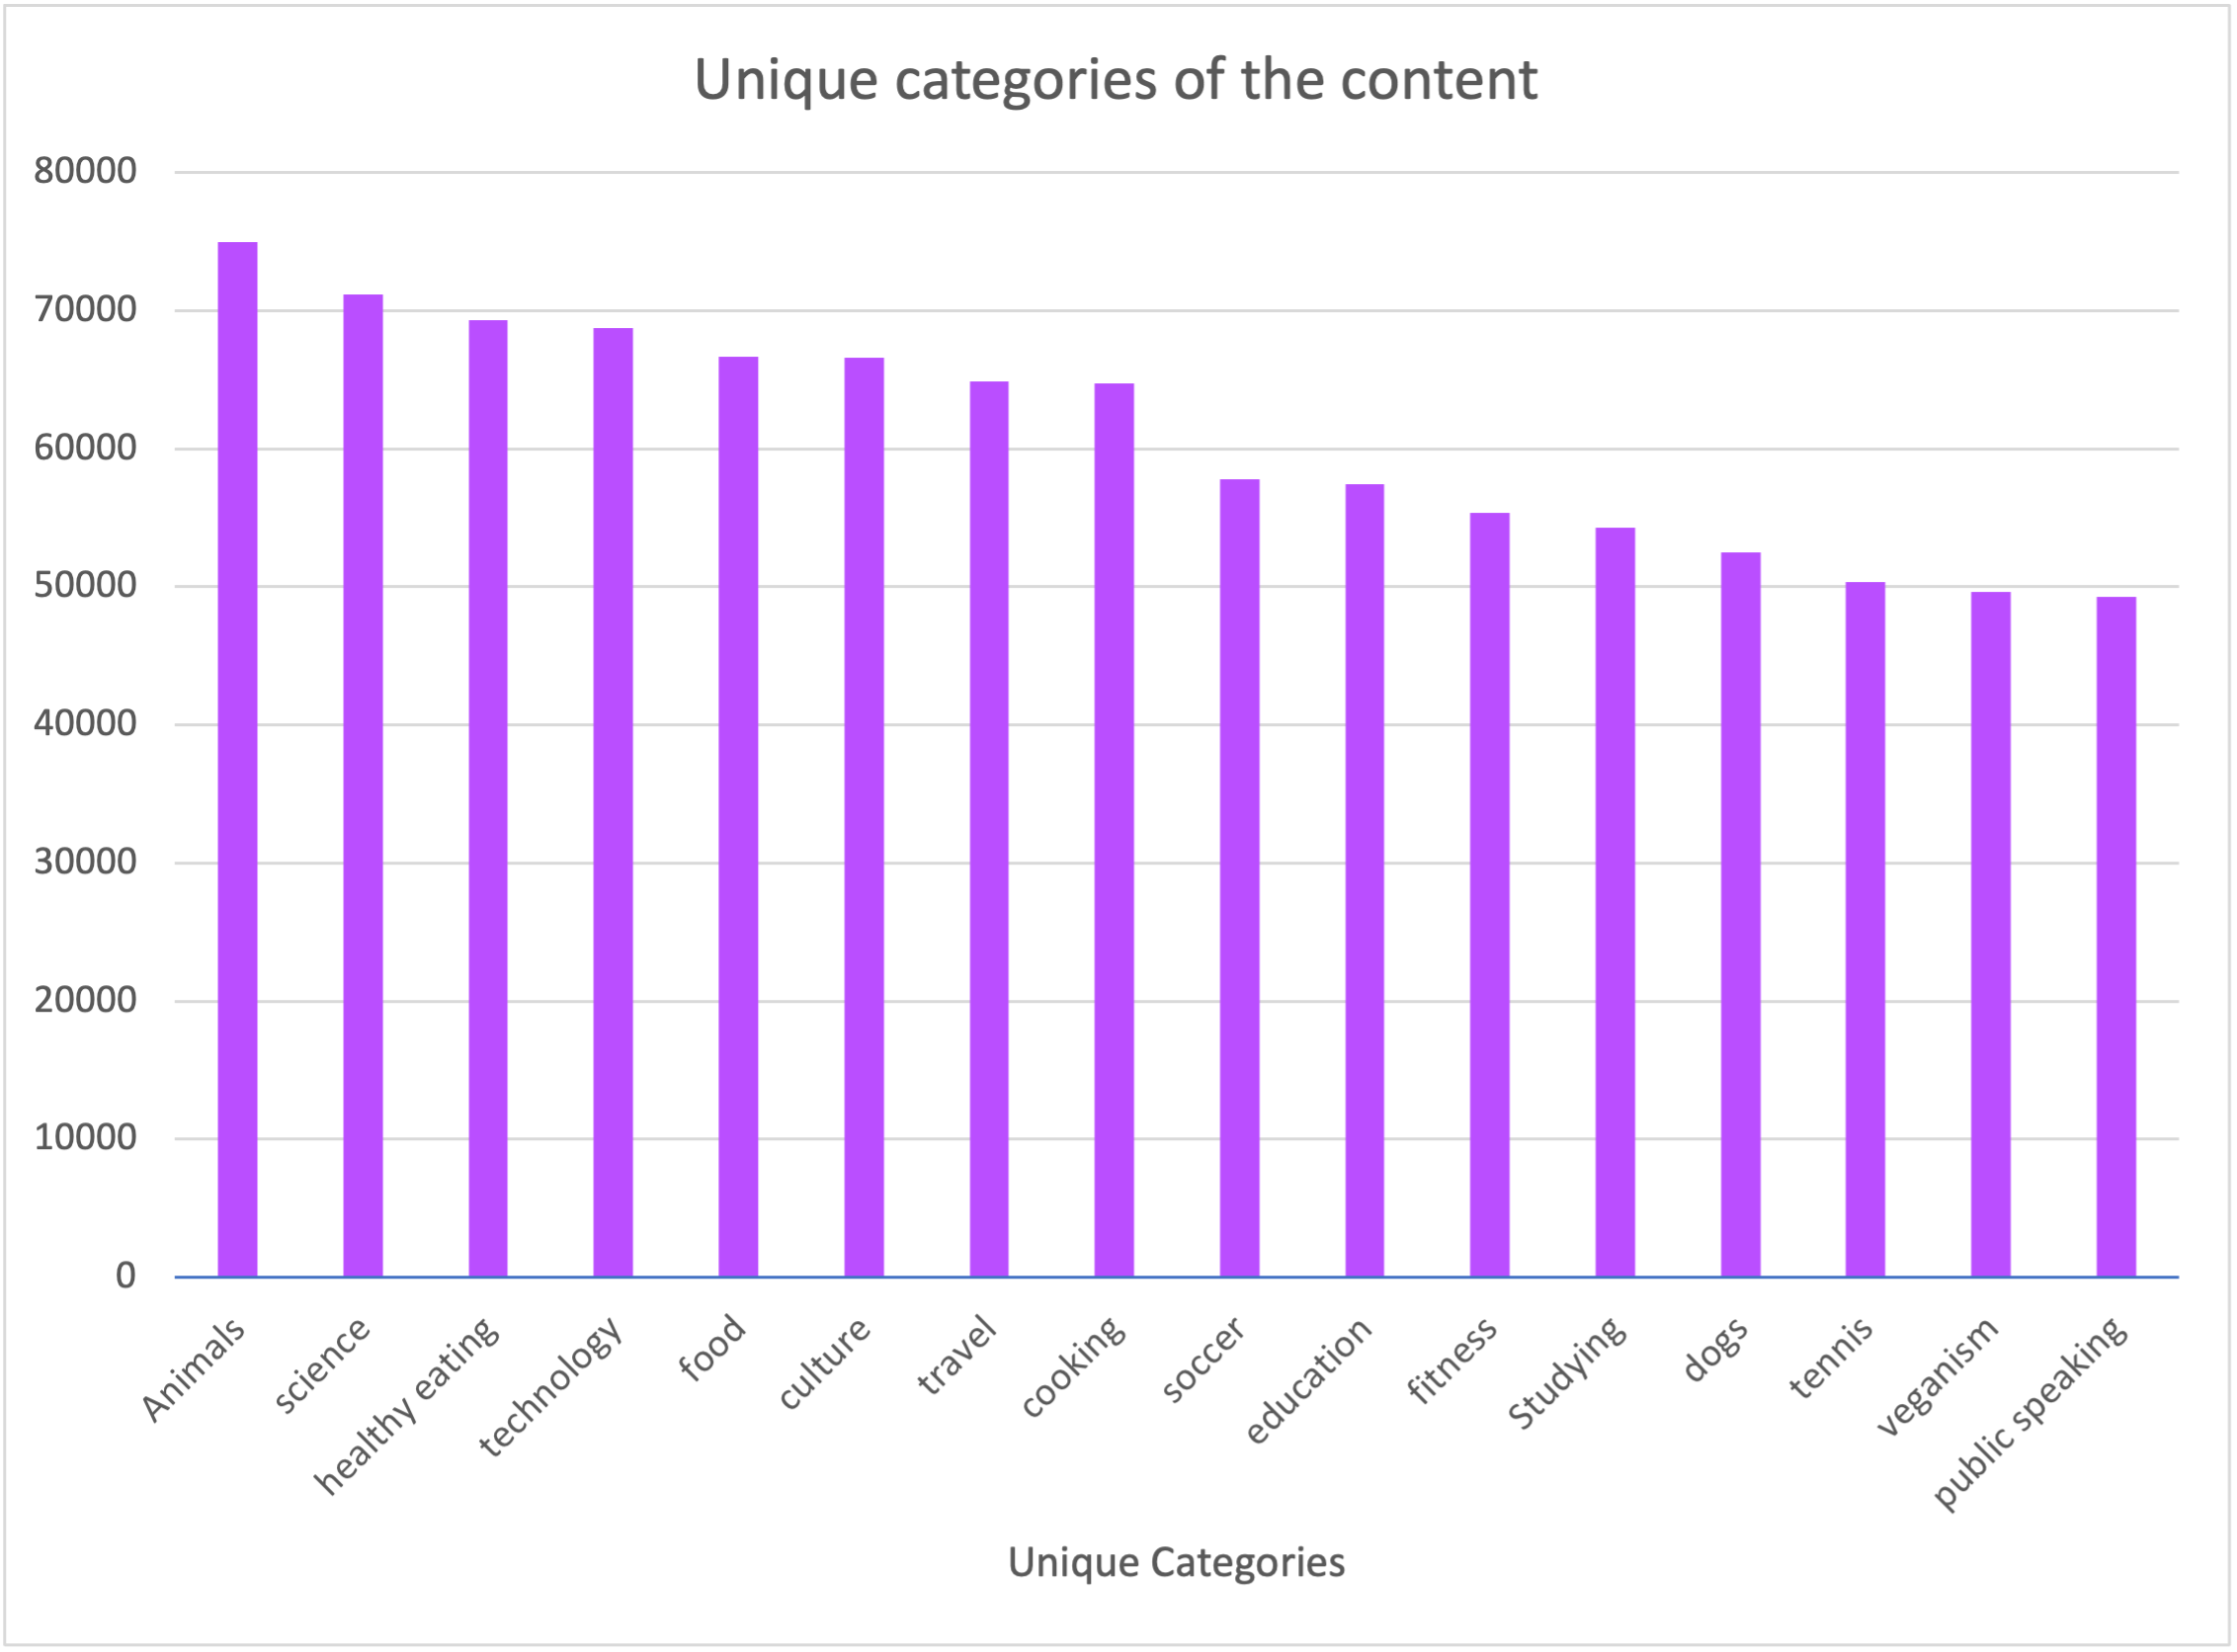 Unique categories of the content
80000
70000
60000
50000
40000
30000
20000
10000
0
Animals
science
healthy eating
technology
food
culture
travel
cooking
soccer
education
fitness
Studying
dogs
tennis
veganism
public speaking
Unique Categories